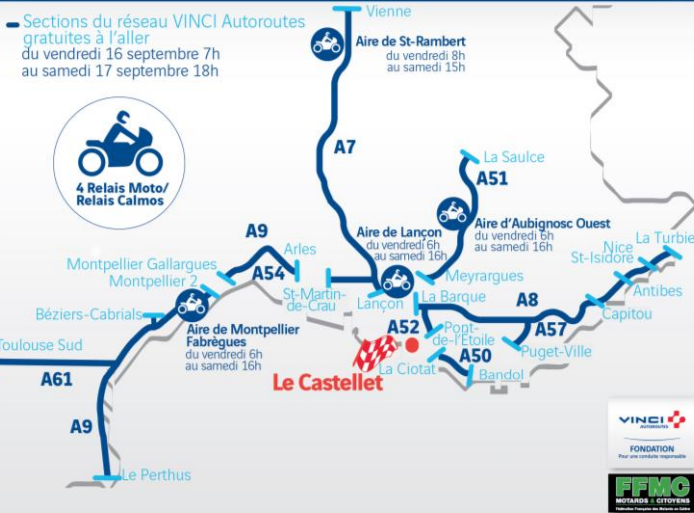 Sections du réseau VINCI Autoroutes
gratuites à l'aller
du vendredi 16 septembre 7h
au samedi 17 septembre 18h
4 Relais Moto/
Relais Calmos
Vienne
Aire de St-Rambert
du vendredi 8h
au samedi 15h
A7
La Saulce
A51
Aire de Lançon
du vendredi 6h
au samedi 16h
Aire d'Aubignosc Ouest
du vendredi 6h
au samedi 16h
A9
Arles
A54
Montpellier Gallargues
Montpellier 2
St-Martin-
de-Crau
Lançon
Meyrargues
La Barque
A8
La Turbie
Nice
St-Isidore
Antibes
Capitou
Béziers-Cabrials
Aire de Montpellier
Fabrègues
du vendredi 6h
au samedi 16h
A52
Pont-
de-l'Etoile
A57
Puget-Ville
La Ciotat
A50
Bandol
Le Castellet
Toulouse Sud
A61
A9
Le Perthus
VINCI
AUTOROUTES
FONDATION
Pour une conduite responsable
FFMC
MOTARDS & CITOYENS
Fédération Française des Motards en Colère